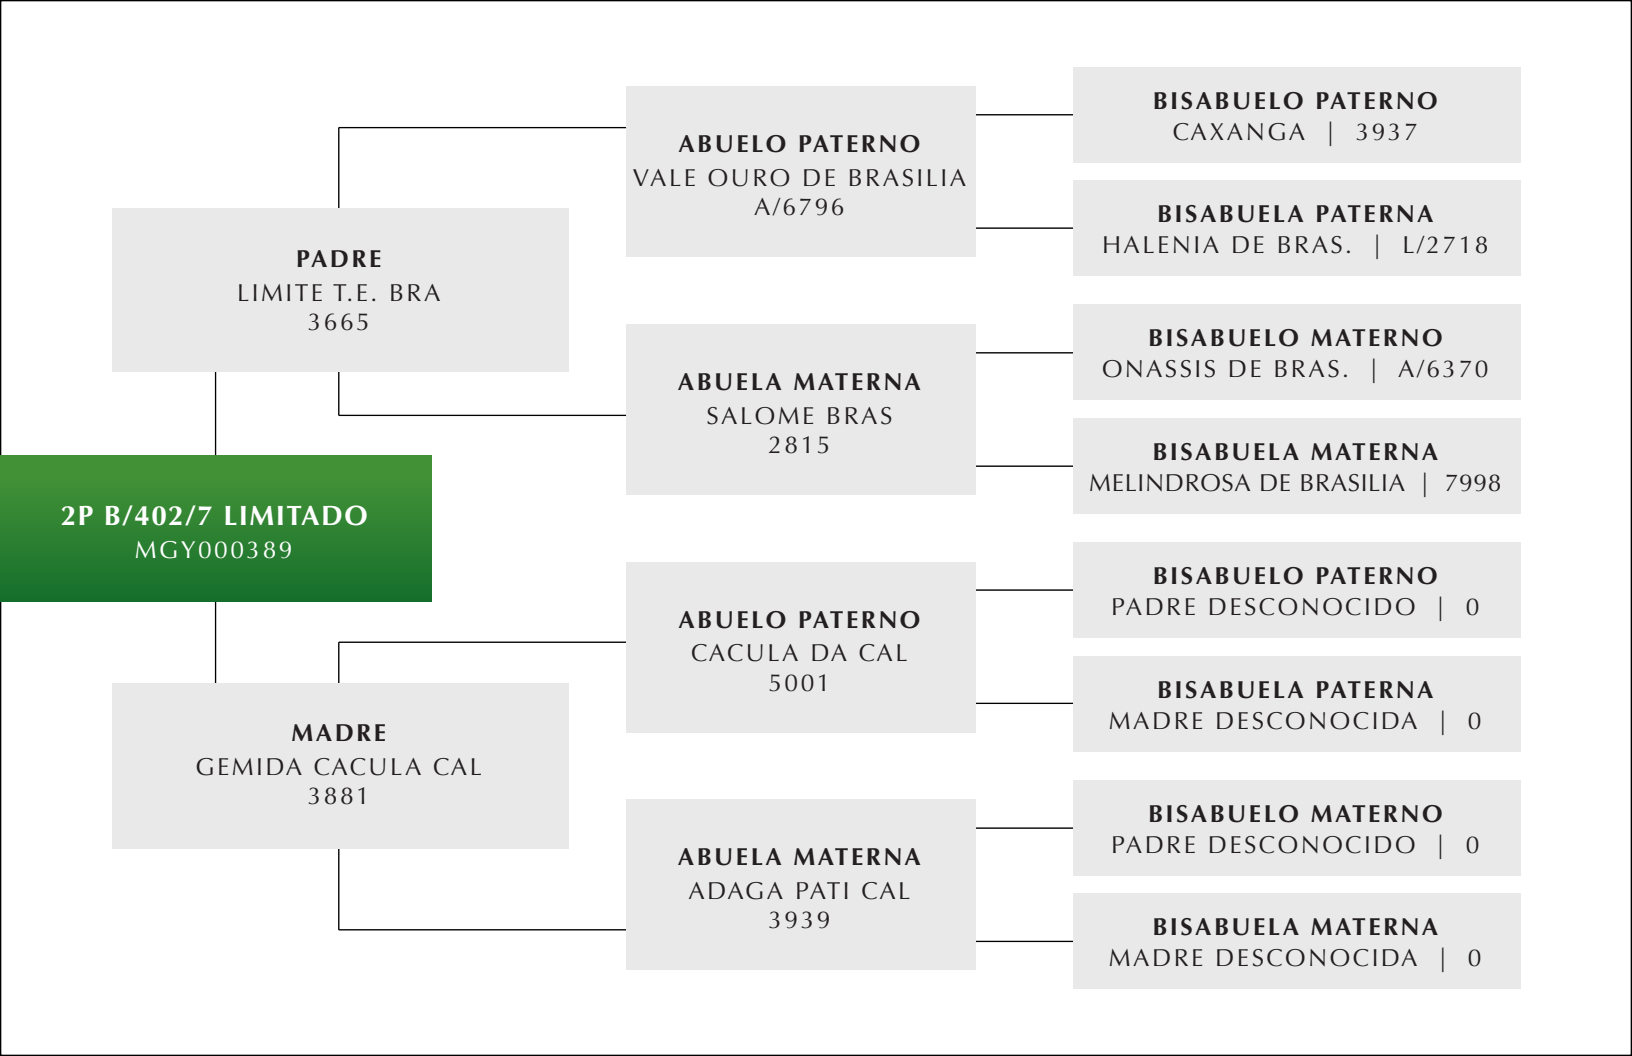 2P B/402/7 LIMITADO
MGY000389
PADRE
LIMITE T.E. BRA
3665
MADRE
GEMIDA CACULA CAL
3881
ABUELO PATERNO
VALE OURO DE BRASILIA
A/6796
ABUELA MATERNA
SALOME BRAS
2815
ABUELO PATERNO
CACULA DA CAL
5001
ABUELA MATERNA
ADAGA PATI CAL
3939
BISABUELO PATERNO
CAXANGA | 3937
BISABUELA PATERNA
HALENIA DE BRAS. | L/2718
BISABUELO MATERNO
ONASSIS DE BRAS. | A/6370
BISABUELA MATERNA
MELINDROSA DE BRASILIA | 7998
BISABUELO PATERNO
PADRE DESCONOCIDO | 0
BISABUELA PATERNA
MADRE DESCONOCIDA | 0
BISABUELO MATERNO
PADRE DESCONOCIDO | 0
BISABUELA MATERNA
MADRE DESCONOCIDA | 0